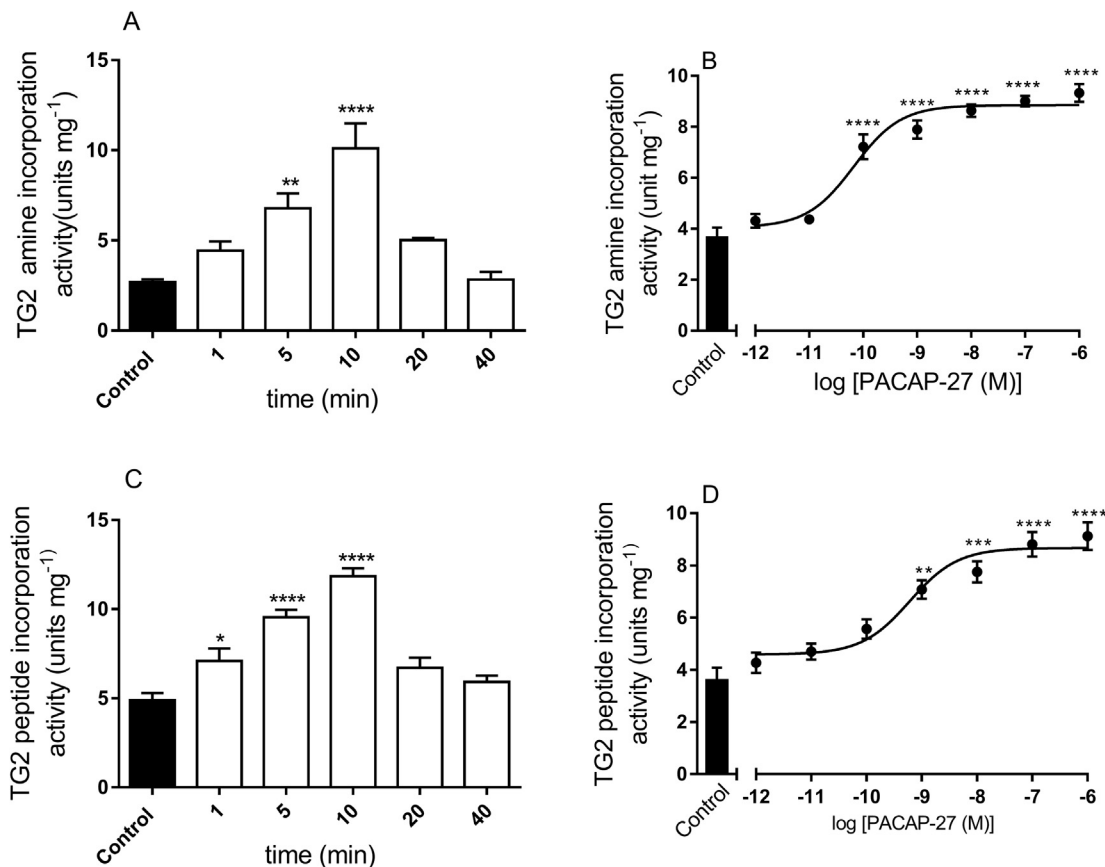 A
TG2 amine incorporation
activity(units mg⁻¹)
15
10
5
0
**
****
Control
1
5
10
20
40
time (min)
B
TG2 amine incorporation
activity (unit mg⁻¹)
10
8
6
4
2
0
****
****
****
****
****
Control
-12
-11
-10
-9
-8
-7
-6
log [PACAP-27 (M)]
C
TG2 peptide incorporation
activity (units mg⁻¹)
15
10
5
0
*
****
****
Control
1
5
10
20
40
time (min)
D
TG2 peptide incorporation
activity (units mg⁻¹)
10
8
6
4
2
0
**
***
****
****
Control
-12
-11
-10
-9
-8
-7
-6
log [PACAP-27 (M)]